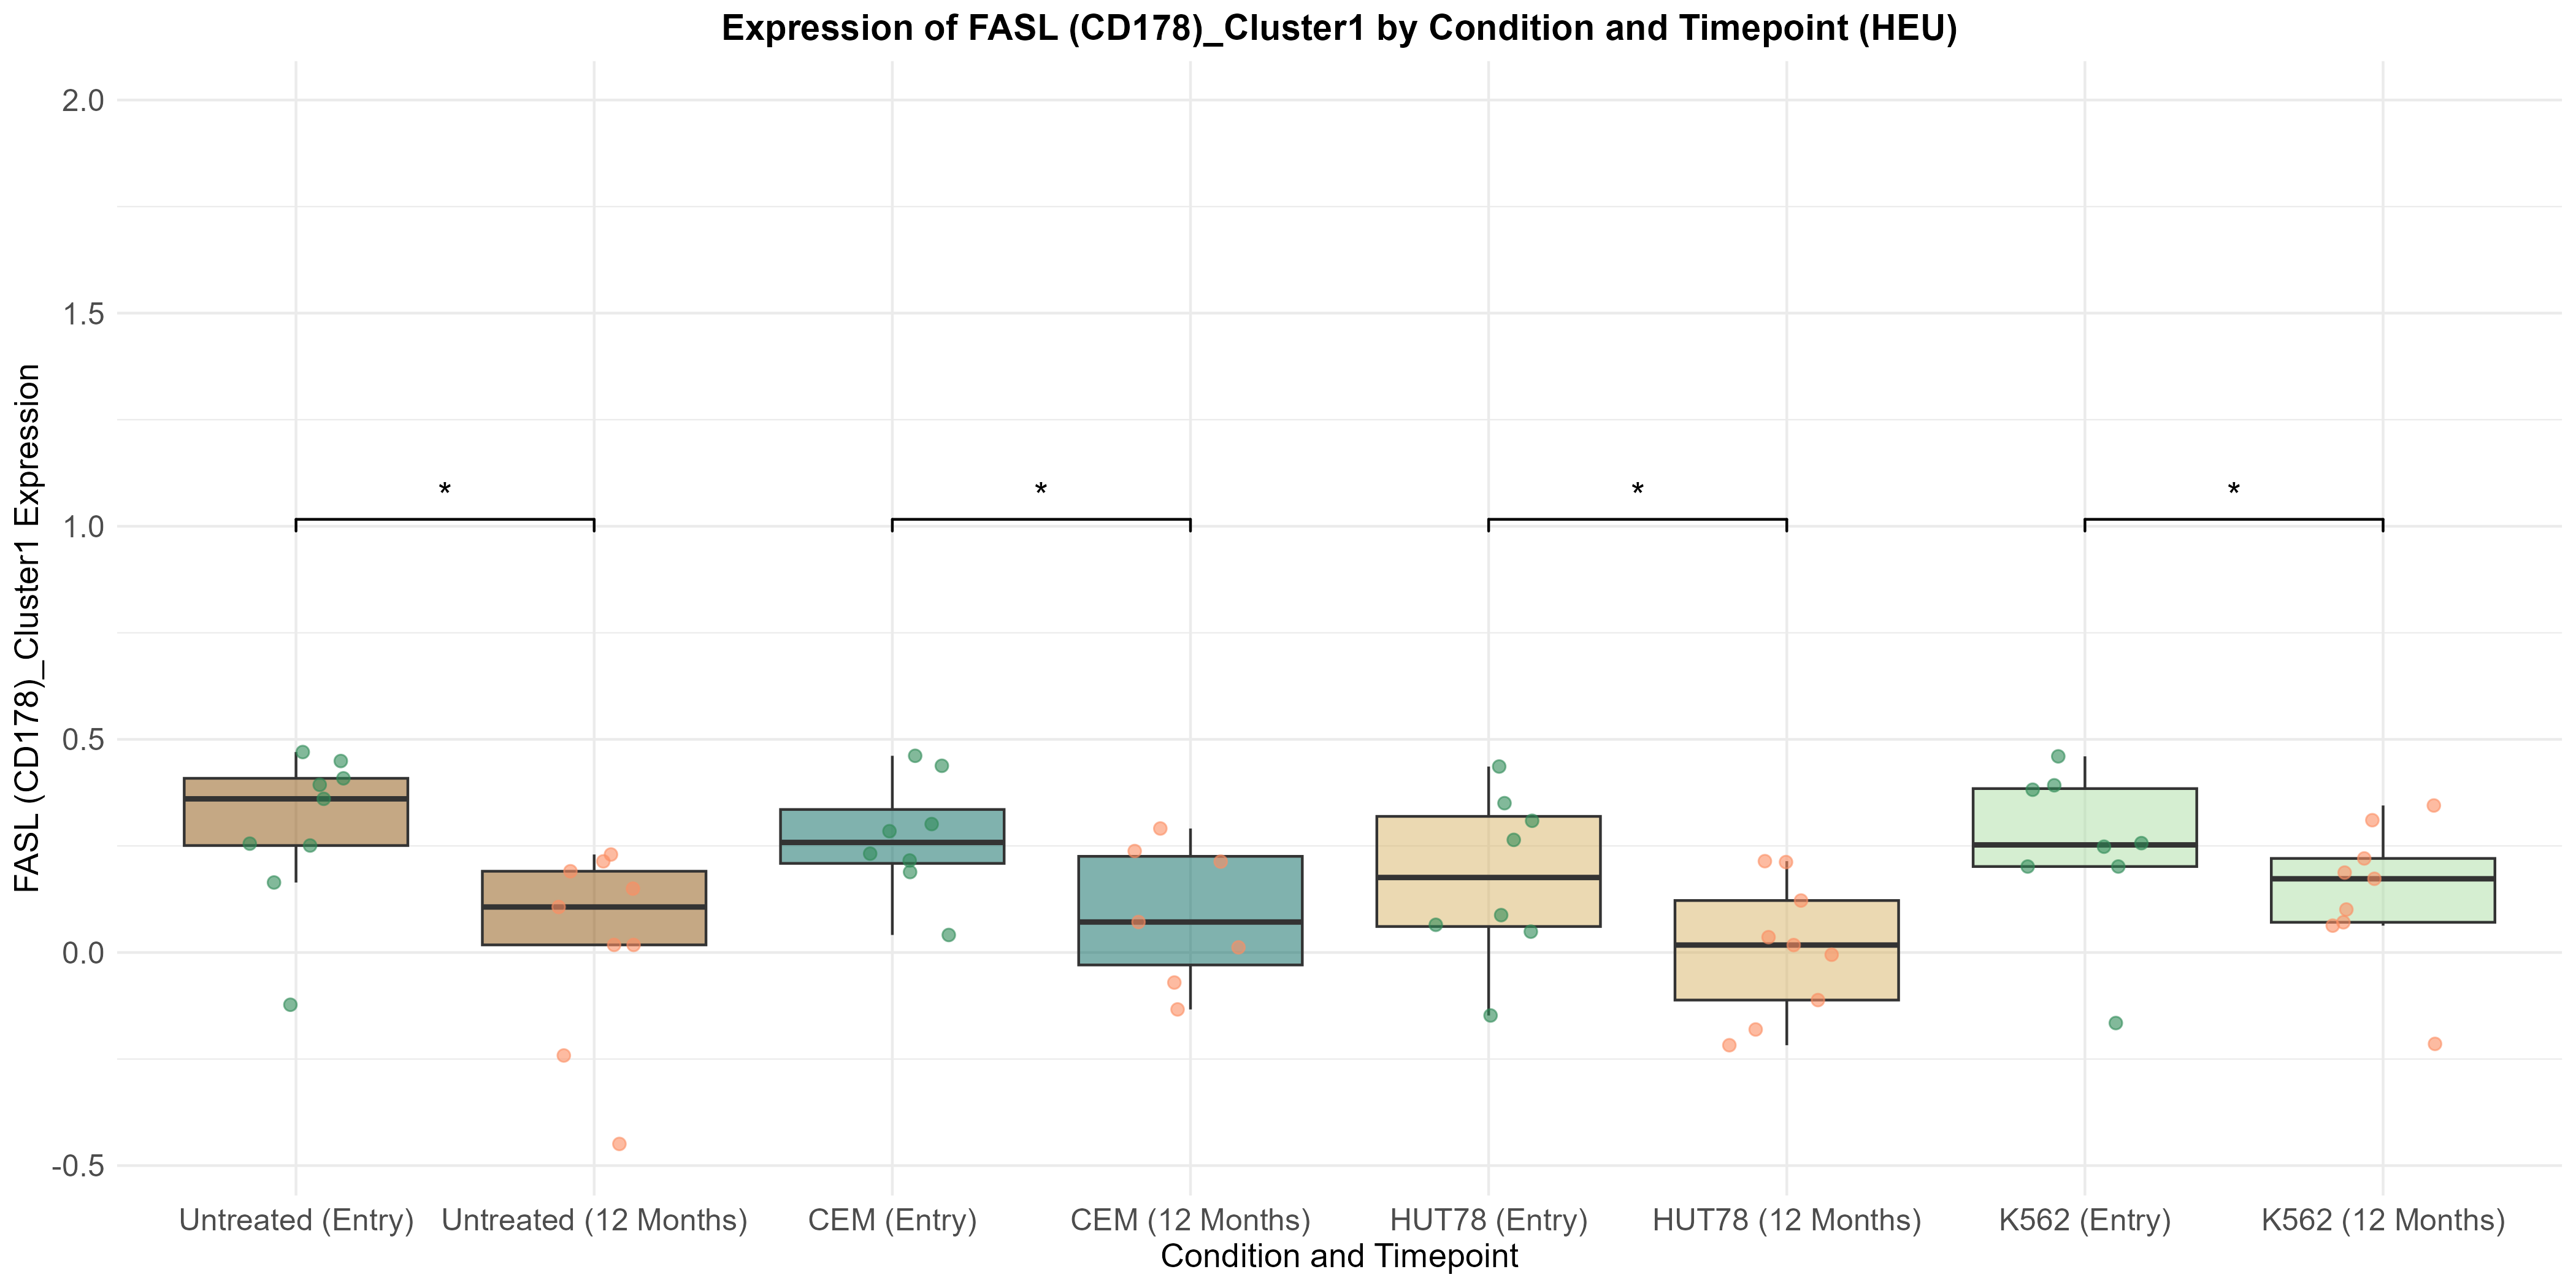 Expression of FASL (CD178)_Cluster1 by Condition and Timepoint (HEU)
FASL (CD178)_Cluster1 Expression
2.0
1.5
1.0
0.5
0.0
-0.5
* * * *
Untreated (Entry) Untreated (12 Months) CEM (Entry) CEM (12 Months) HUT78 (Entry) HUT78 (12 Months) K562 (Entry) K562 (12 Months)
Condition and Timepoint